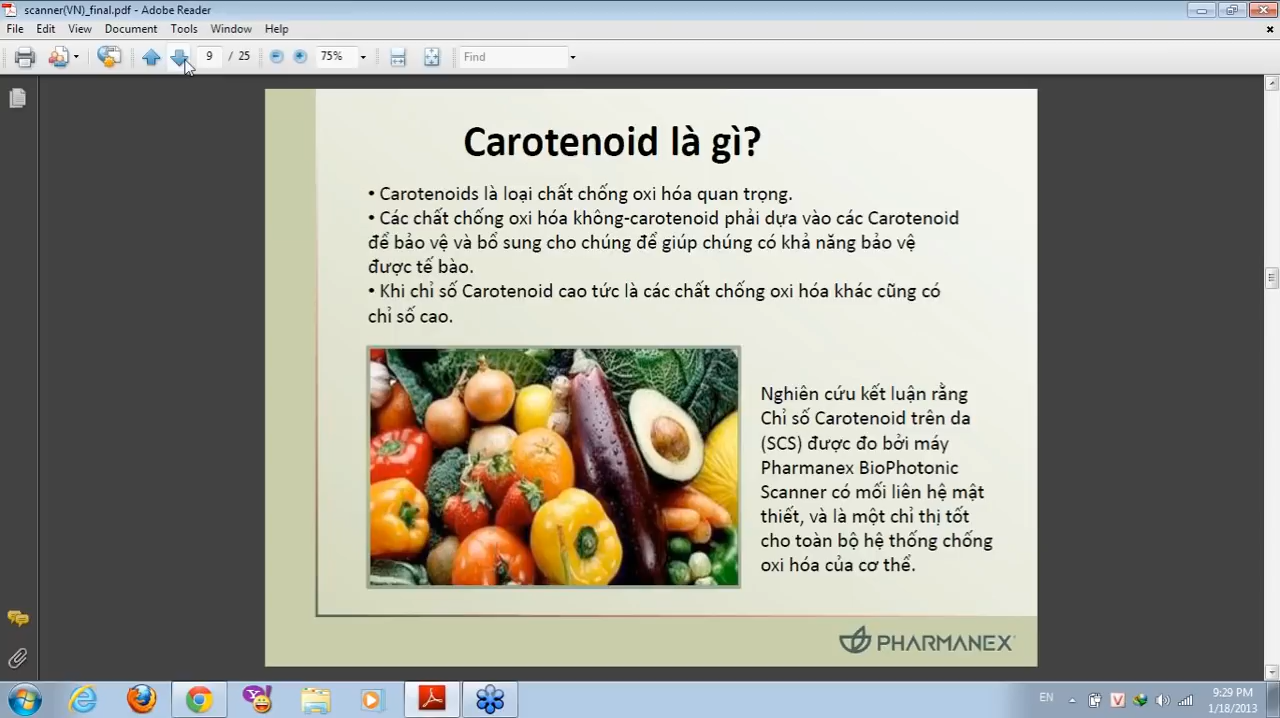 scanner(VN)_final.pdf - Adobe Reader
File Edit View Document Tools Window Help
9 / 25 75% Find
Carotenoid là gì?
• Carotenoids là loại chất chống oxi hóa quan trọng.
• Các chất chống oxi hóa không-carotenoid phải dựa vào các Carotenoid
để bảo vệ và bổ sung cho chúng để giúp chúng có khả năng bảo vệ
được tế bào.
• Khi chỉ số Carotenoid cao tức là các chất chống oxi hóa khác cũng có
chỉ số cao.
Nghiên cứu kết luận rằng
Chỉ số Carotenoid trên da
(SCS) được đo bởi máy
Pharmanex BioPhotonic
Scanner có mối liên hệ mật
thiết, và là một chỉ thị tốt
cho toàn bộ hệ thống chống
oxi hóa của cơ thể.
PHARMANEX
EN
9:29 PM
1/18/2013